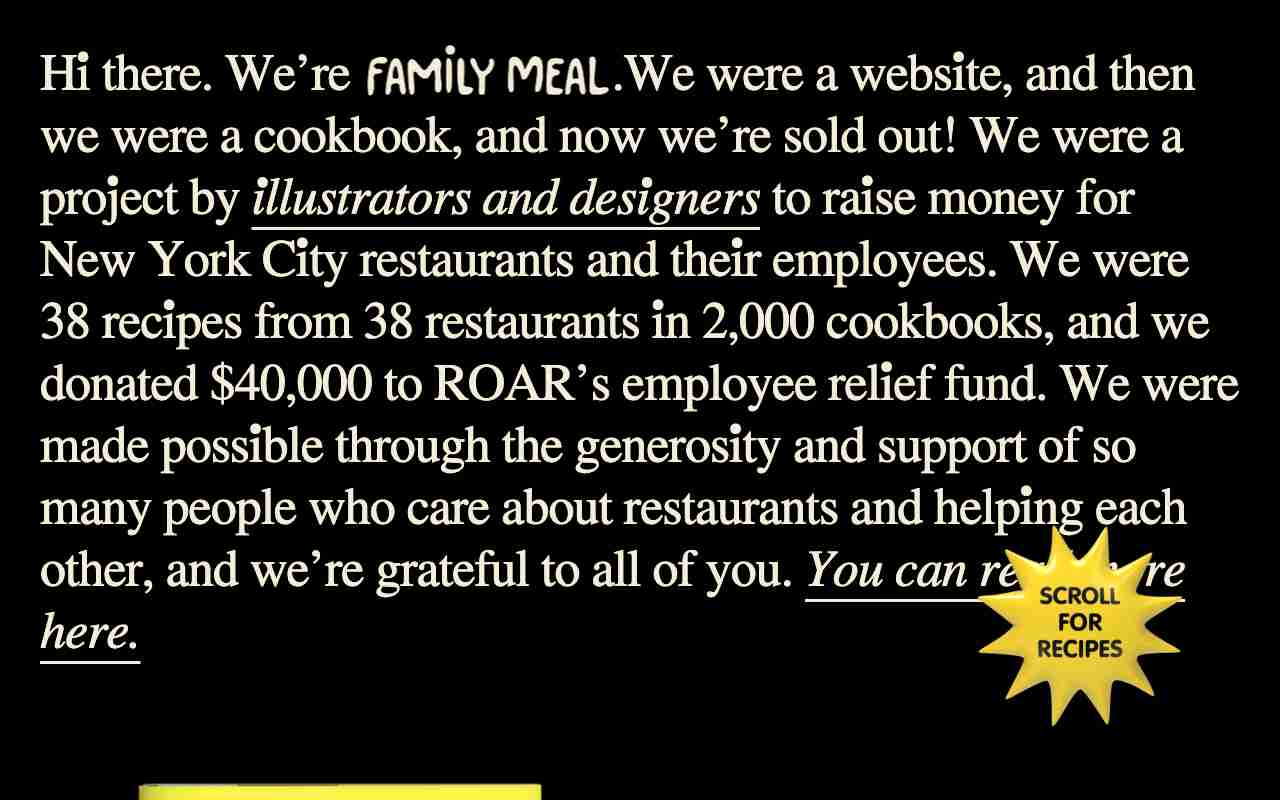 Hi there. We’re FAMiLY MEAL.We were a website, and then
we were a cookbook, and now we’re sold out! We were a
project by illustrators and designers to raise money for
New York City restaurants and their employees. We were
38 recipes from 38 restaurants in 2,000 cookbooks, and we
donated $40,000 to ROAR’s employee relief fund. We were
made possible through the generosity and support of so
many people who care about restaurants and helping each
other, and we’re grateful to all of you. You can
here.
SCROLL
FOR
RECIPES